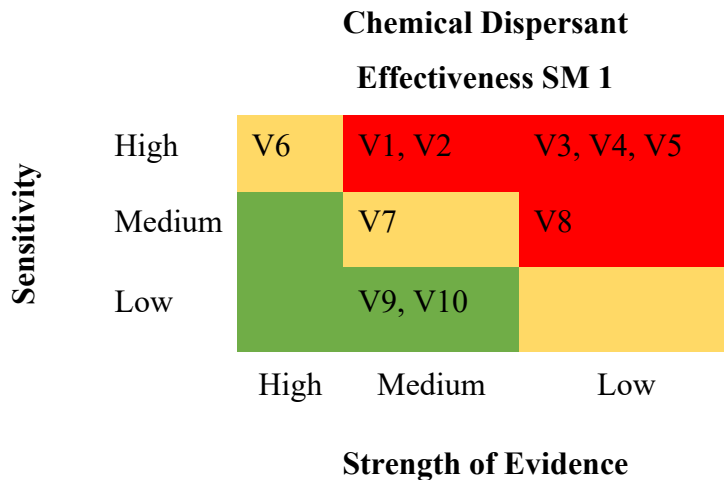 Chemical Dispersant
Effectiveness SM 1
Sensitivity
High V6 V1, V2 V3, V4, V5
Medium V7 V8
Low V9, V10
High Medium Low
Strength of Evidence